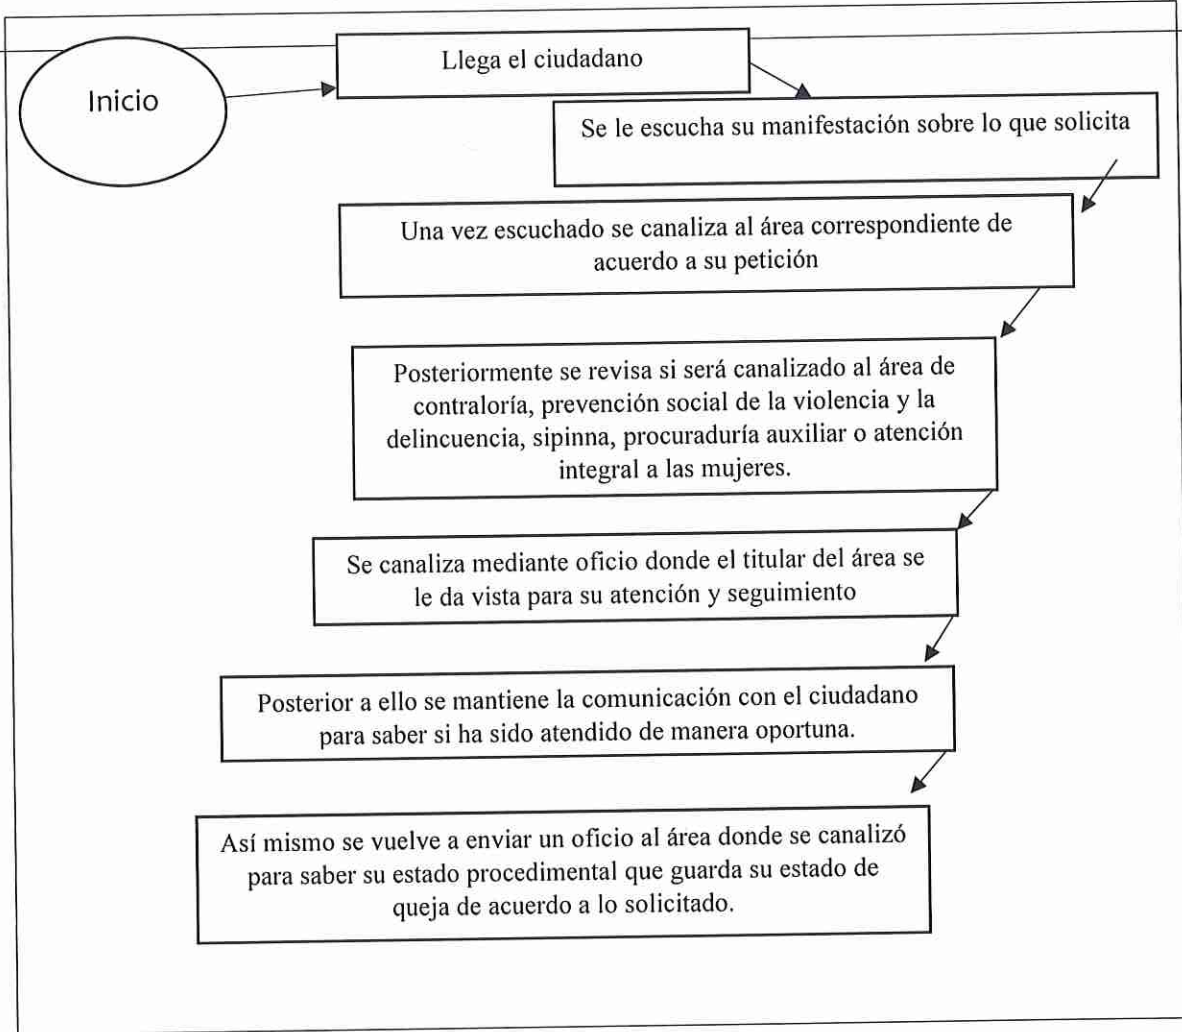 Inicio
Llega el ciudadano
Se le escucha su manifestación sobre lo que solicita
Una vez escuchado se canaliza al área correspondiente de
acuerdo a su petición
Posteriormente se revisa si será canalizado al área de
contraloría, prevención social de la violencia y la
delincuencia, sipinna, procuraduría auxiliar o atención
integral a las mujeres.
Se canaliza mediante oficio donde el titular del área se
le da vista para su atención y seguimiento
Posterior a ello se mantiene la comunicación con el ciudadano
para saber si ha sido atendido de manera oportuna.
Así mismo se vuelve a enviar un oficio al área donde se canalizó
para saber su estado procedimental que guarda su estado de
queja de acuerdo a lo solicitado.